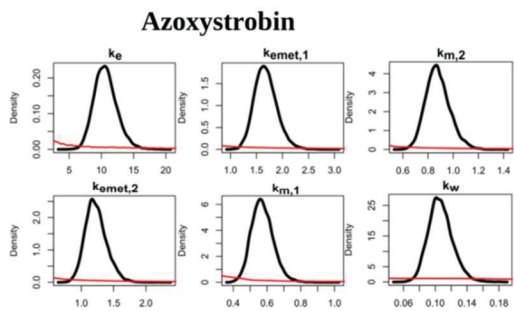 Azoxystrobin
ke
kemet,1
km,2
Density
0.00 0.10 0.20
5 10 15 20
Density
0.0 0.5 1.0 1.5
1.0 1.5 2.0 2.5 3.0
Density
0 1 2 3 4
0.6 0.8 1.0 1.2 1.4
kemet,2
km,1
kw
Density
0.0 1.0 2.0
1.0 1.5 2.0
Density
0 2 4 6
0.4 0.6 0.8 1.0
Density
0 5 15 25
0.06 0.10 0.14 0.18